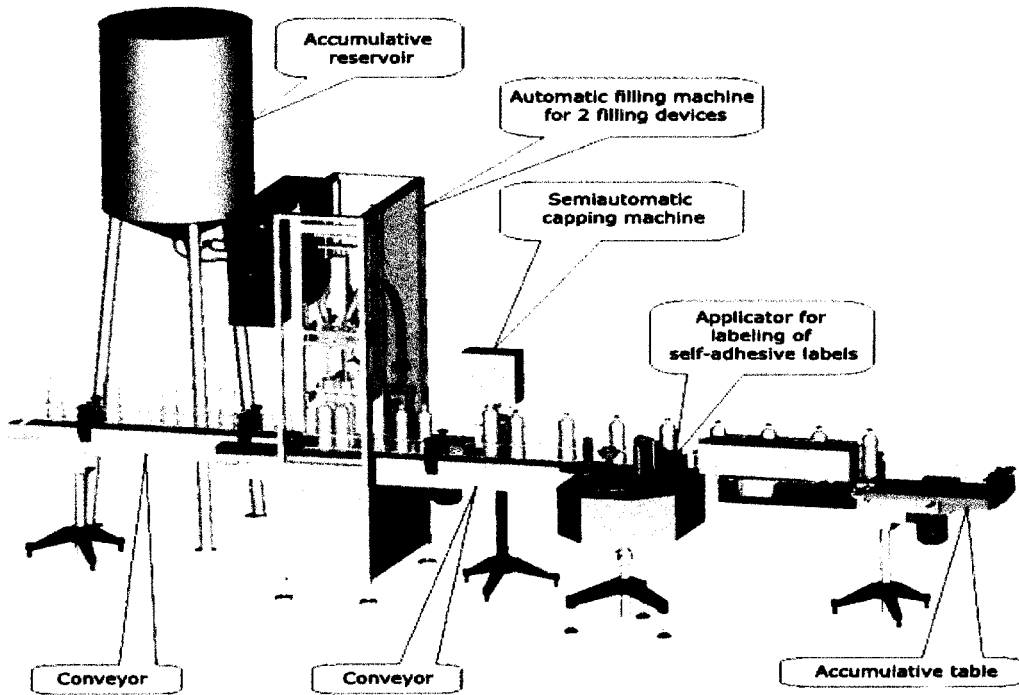 Accumulative
reservoir
Automatic filling machine
for 2 filling devices
Semiautomatic
capping machine
Applicator for
labeling of
self-adhesive labels
Conveyor
Conveyor
Accumulative table